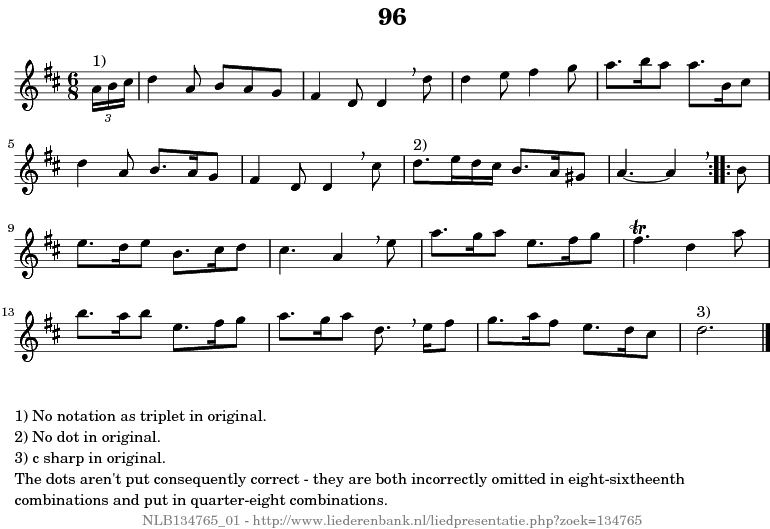 96
1)
6
8
3
5
2)
9
tr
13
3)
1) No notation as triplet in original.
2) No dot in original.
3) c sharp in original.
The dots aren't put consequently correct - they are both incorrectly omitted in eight-sixtheenth
combinations and put in quarter-eight combinations.
NLB134765_01 - http://www.liederenbank.nl/liedpresentatie.php?zoek=134765